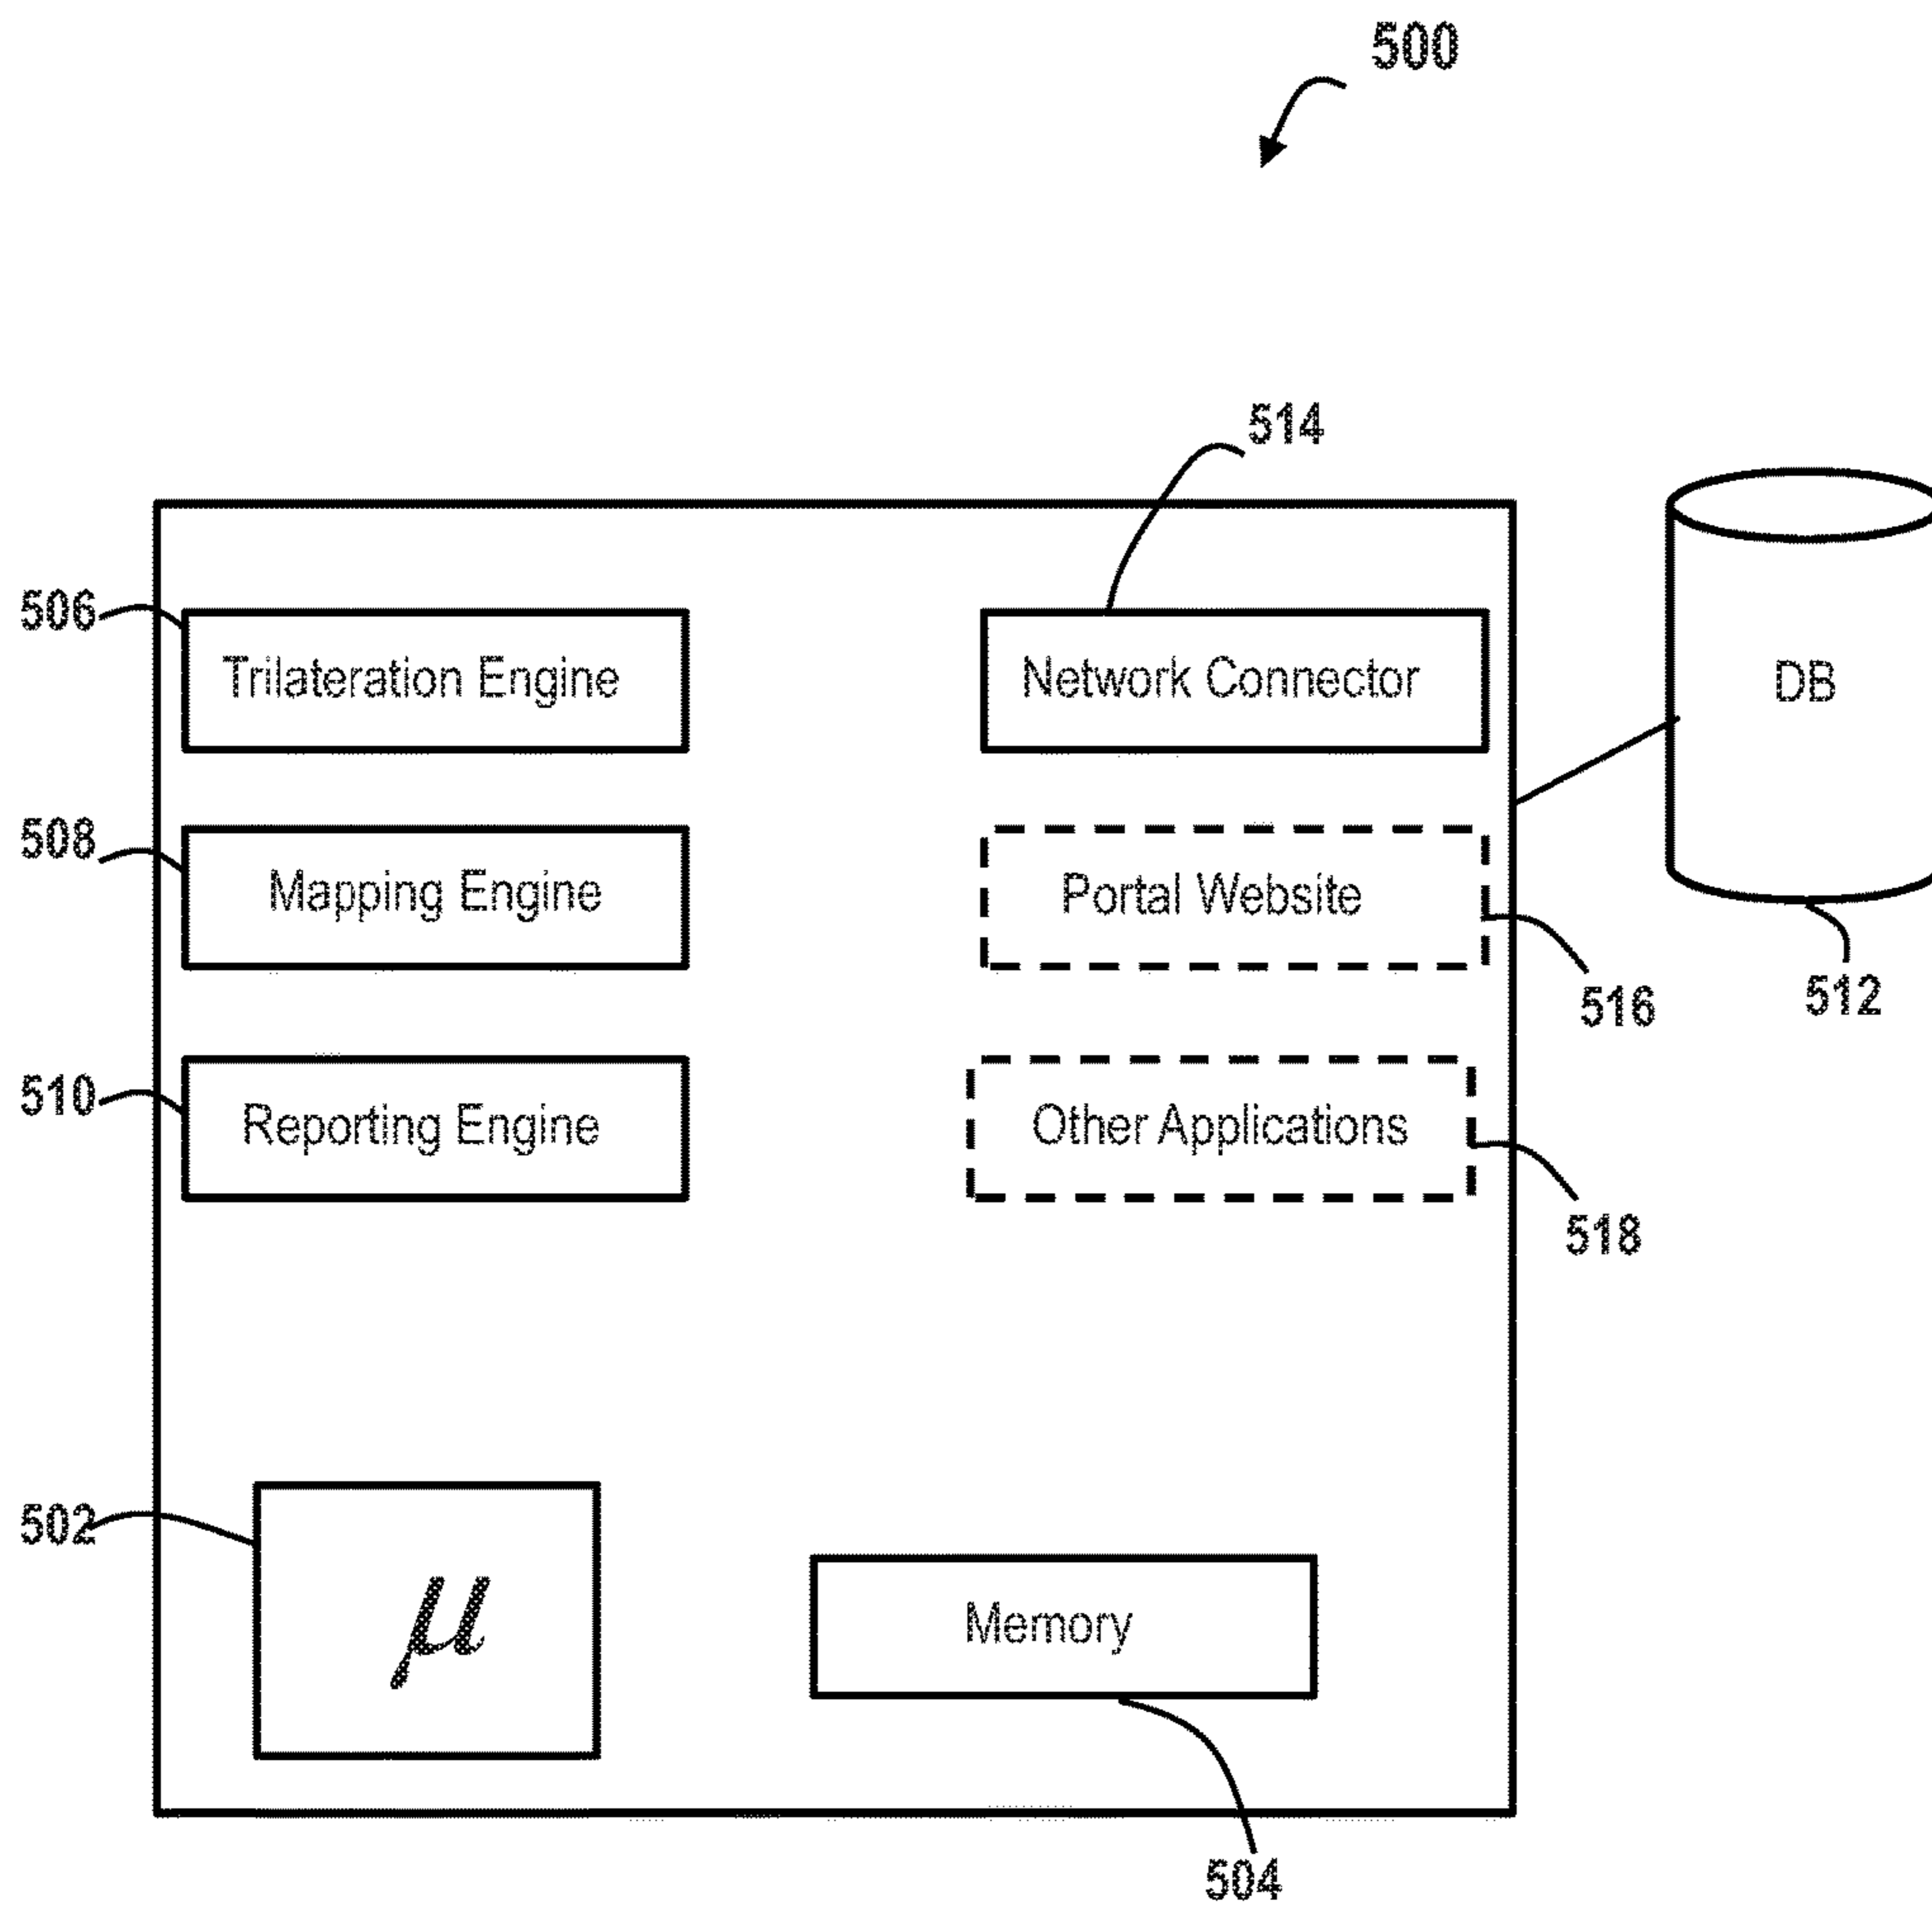 500
514
506
Trilateration Engine
Network Connector
DB
508
Mapping Engine
Portal Website
516
512
510
Reporting Engine
Other Applications
518
502
μ
Memory
504